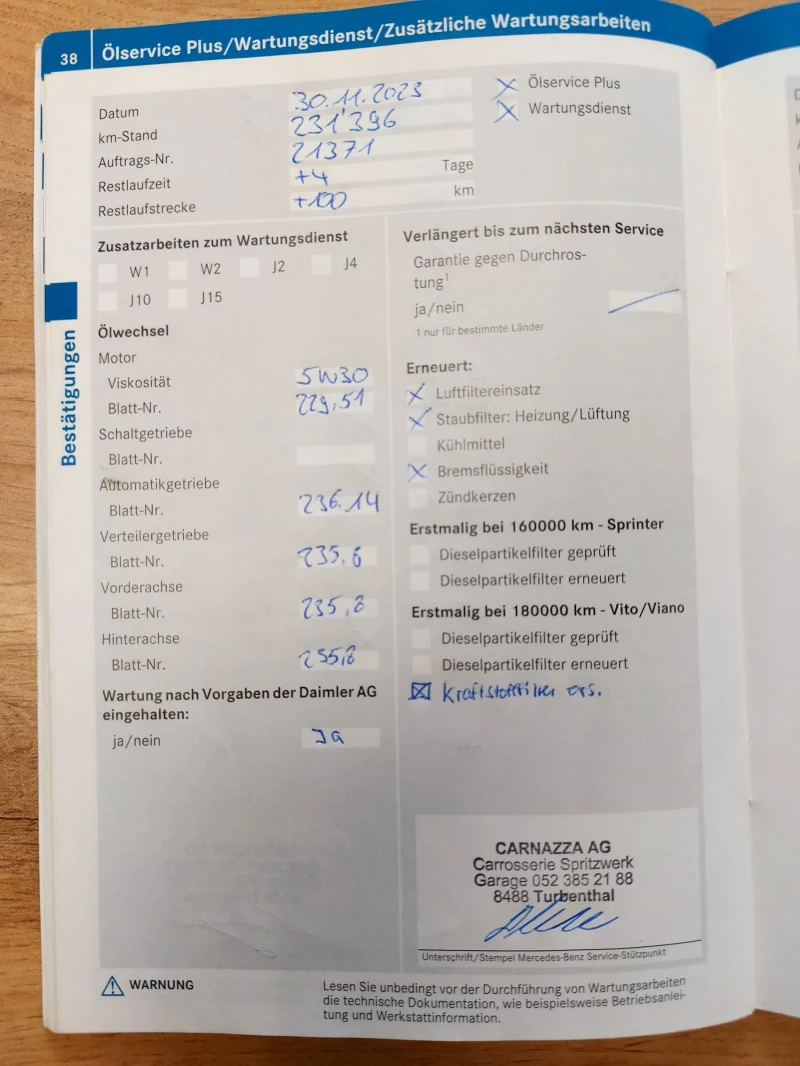 38 Ölservice Plus/Wartungsdienst/Zusätzliche Wartungsarbeiten
Datum 30.11.2023
km-Stand 231'396
Auftrags-Nr. 21371
Restlaufzeit +4 Tage
Restlaufstrecke +100 km
Ölservice Plus
Wartungsdienst
Zusatzarbeiten zum Wartungsdienst
W1 W2 J2 J4
J10 J15
Ölwechsel
Motor
Viskosität 5W30
Blatt-Nr. 229.51
Schaltgetriebe
Blatt-Nr.
Automatikgetriebe
Blatt-Nr. 236.14
Verteilergetriebe
Blatt-Nr. 235.8
Vorderachse
Blatt-Nr. 235,8
Hinterachse
Blatt-Nr. 235,8
Wartung nach Vorgaben der Daimler AG
eingehalten:
ja/nein Ja
Verlängert bis zum nächsten Service
Garantie gegen Durchros-
tung¹
ja/nein
1 nur für bestimmte Länder
Erneuert:
Luftfiltereinsatz
Staubfilter: Heizung/Lüftung
Kühlmittel
Bremsflüssigkeit
Zündkerzen
Erstmalig bei 160000 km - Sprinter
Dieselpartikelfilter geprüft
Dieselpartikelfilter erneuert
Erstmalig bei 180000 km - Vito/Viano
Dieselpartikelfilter geprüft
Dieselpartikelfilter erneuert
Kraftstofffilter ers.
CARNAZZA AG
Carrosserie Spritzwerk
Garage 052 385 21 88
8488 Turbenthal
Unterschrift/Stempel Mercedes-Benz Service-Stützpunkt
Bestätigungen
WARNUNG
Lesen Sie unbedingt vor der Durchführung von Wartungsarbeiten
die technische Dokumentation, wie beispielsweise Betriebsanlei-
tung und Werkstattinformation.